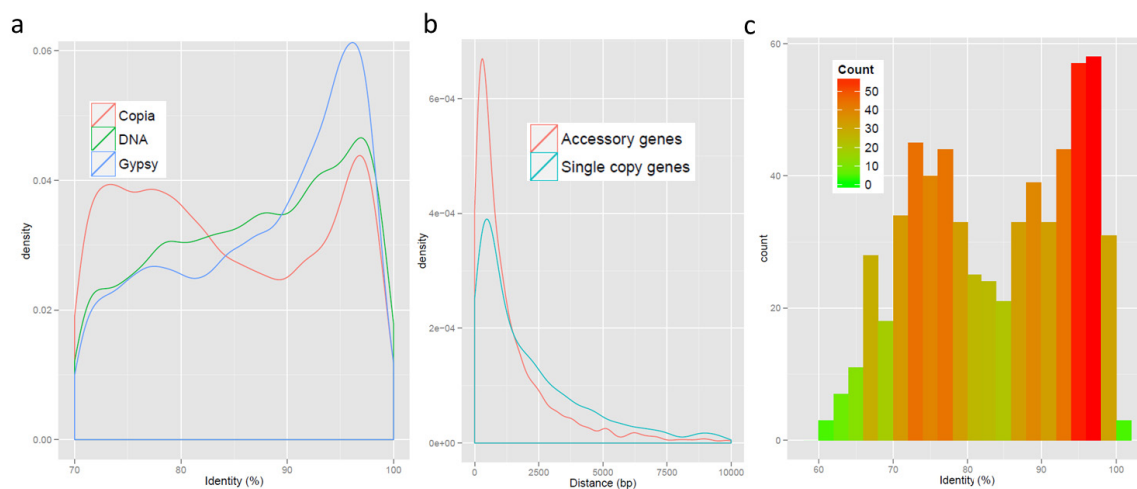 a
0.06
0.04
0.02
0.00
density
Copia
DNA
Gypsy
70
80
90
100
Identity (%)
b
6e−04
4e−04
2e−04
0e+00
density
Accessory genes
Single copy genes
0
2500
5000
7500
10000
Distance (bp)
c
60
40
20
0
count
Count
50
40
30
20
10
0
60
70
80
90
100
Identity (%)